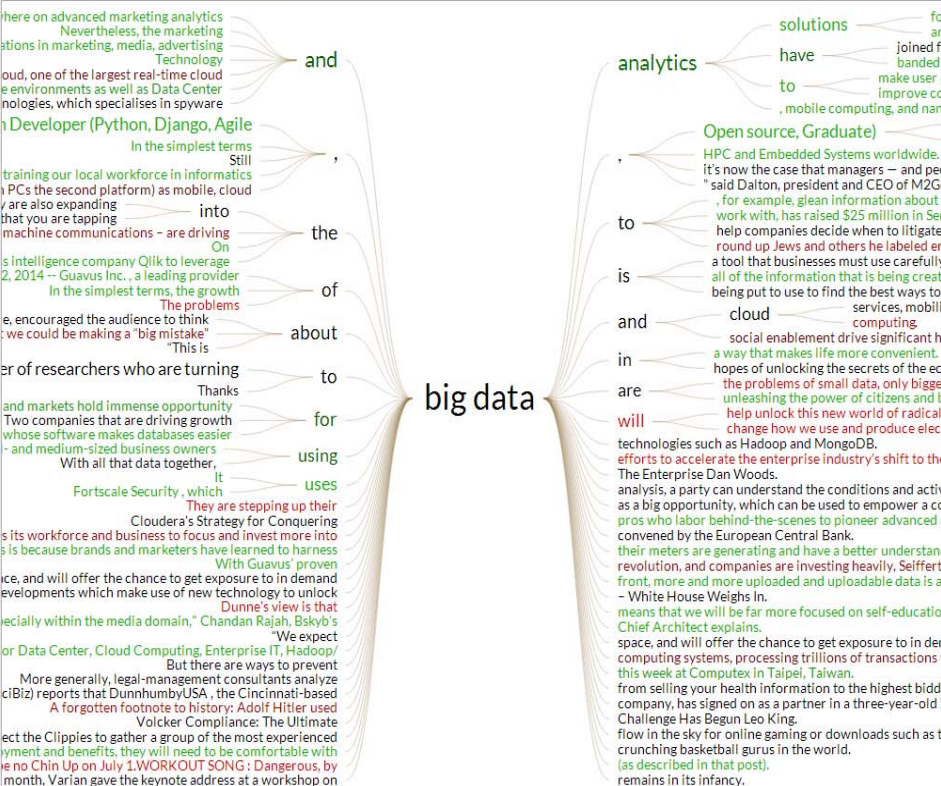 here on advanced marketing analytics
Nevertheless, the marketing
ations in marketing, media, advertising
Technology
oud, one of the largest real-time cloud
e environments as well as Data Center
nologies, which specialises in spyware
and
Developer (Python, Django, Agile
In the simplest terms
Still
training our local workforce in informatics
PCs the second platform) as mobile, cloud
,
y are also expanding
that you are tapping
into
machine communications – are driving
On
s intelligence company Qlik to leverage
the
2, 2014 -- Guavus Inc. , a leading provider
In the simplest terms, the growth
The problems
of
e, encouraged the audience to think
we could be making a “big mistake”
“This is
about
er of researchers who are turning
Thanks
to
and markets hold immense opportunity
Two companies that are driving growth
whose software makes databases easier
for
- and medium-sized business owners
With all that data together,
using
It
Fortscale Security , which
uses
They are stepping up their
Cloudera's Strategy for Conquering
s its workforce and business to focus and invest more into
s is because brands and marketers have learned to harness
With Guavus' proven
ce, and will offer the chance to get exposure to in demand
evelopments which make use of new technology to unlock
Dunne's view is that
ecially within the media domain,” Chandan Rajah, Bskyb's
“We expect
or Data Center, Cloud Computing, Enterprise IT, Hadoop/
But there are ways to prevent
More generally, legal-management consultants analyze
ciBiz) reports that DunnhumbyUSA , the Cincinnati-based
A forgotten footnote to history: Adolf Hitler used
Volcker Compliance: The Ultimate
ect the Clippies to gather a group of the most experienced
yment and benefits, they will need to be comfortable with
e no Chin Up on July 1.WORKOUT SONG : Dangerous, by
month, Varian gave the keynote address at a workshop on
big data
analytics
solutions
fo
ar
have
joined f
banded
to
make user
improve co
, mobile computing, and nan
,
Open source, Graduate)
HPC and Embedded Systems worldwide.
it's now the case that managers — and peo
" said Dalton, president and CEO of M2G
to
, for example, glean information about
work with, has raised $25 million in Ser
help companies decide when to litigate
round up Jews and others he labeled en
is
a tool that businesses must use carefully
all of the information that is being creat
being put to use to find the best ways to
and
cloud
services, mobili
computing.
social enablement drive significant h
in
a way that makes life more convenient.
hopes of unlocking the secrets of the ec
are
the problems of small data, only bigge
unleashing the power of citizens and b
will
help unlock this new world of radical
change how we use and produce elec
technologies such as Hadoop and MongoDB.
efforts to accelerate the enterprise industry's shift to the
The Enterprise Dan Woods.
analysis, a party can understand the conditions and activ
as a big opportunity, which can be used to empower a co
pros who labor behind-the-scenes to pioneer advanced
convened by the European Central Bank.
their meters are generating and have a better understan
revolution, and companies are investing heavily, Seiffert
front, more and more uploaded and uploadable data is a
– White House Weighs In.
means that we will be far more focused on self-educatio
Chief Architect explains.
space, and will offer the chance to get exposure to in de
computing systems, processing trillions of transactions
this week at Computex in Taipei, Taiwan.
from selling your health information to the highest bidd
company, has signed on as a partner in a three-year-old
Challenge Has Begun Leo King.
flow in the sky for online gaming or downloads such as t
crunching basketball gurus in the world.
(as described in that post).
remains in its infancy.